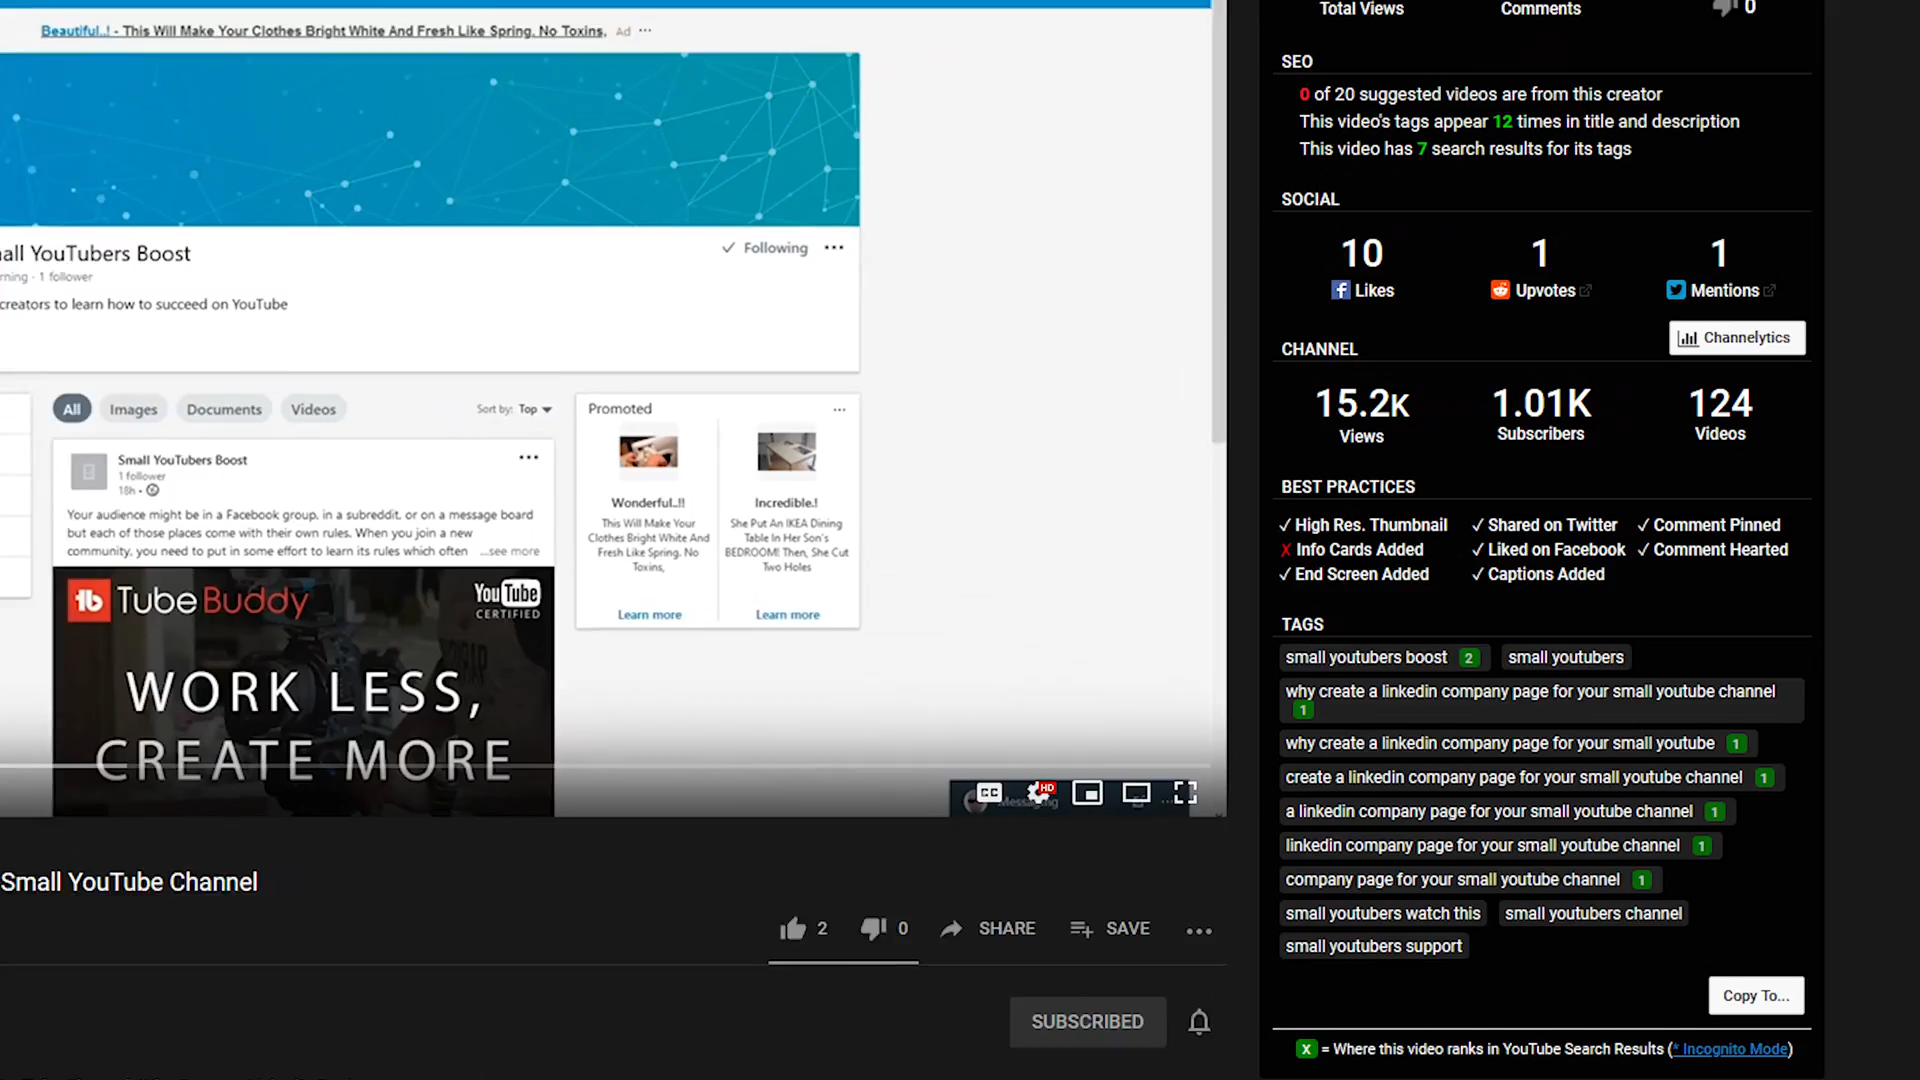 Beautiful..! - This Will Make Your Clothes Bright White And Fresh Like Spring. No Toxins, Ad ...
all YouTubers Boost
Following
rning · 1 follower
creators to learn how to succeed on YouTube
All
Images
Documents
Videos
Sort by: Top
Small YouTubers Boost
1 follower
18h
Your audience might be in a Facebook group, in a subreddit, or on a message board
but each of those places come with their own rules. When you join a new
community, you need to put in some effort to learn its rules which often ...see more
tb TubeBuddy
YouTube
CERTIFIED
WORK LESS,
CREATE MORE
Promoted
Wonderful..!!
This Will Make Your
Clothes Bright White And
Fresh Like Spring. No
Toxins,
Learn more
Incredible.!
She Put An IKEA Dining
Table In Her Son's
BEDROOM! Then, She Cut
Two Holes
Learn more
CC
HD
Messaging
Small YouTube Channel
2
0
SHARE
SAVE
SUBSCRIBED
Total Views
Comments
0
SEO
0 of 20 suggested videos are from this creator
This video's tags appear 12 times in title and description
This video has 7 search results for its tags
SOCIAL
10
Likes
1
Upvotes
1
Mentions
CHANNEL
Channelytics
15.2K
Views
1.01K
Subscribers
124
Videos
BEST PRACTICES
✓ High Res. Thumbnail
✓ Shared on Twitter
✓ Comment Pinned
X Info Cards Added
✓ Liked on Facebook
✓ Comment Hearted
✓ End Screen Added
✓ Captions Added
TAGS
small youtubers boost 2
small youtubers
why create a linkedin company page for your small youtube channel
1
why create a linkedin company page for your small youtube 1
create a linkedin company page for your small youtube channel 1
a linkedin company page for your small youtube channel 1
linkedin company page for your small youtube channel 1
company page for your small youtube channel 1
small youtubers watch this
small youtubers channel
small youtubers support
Copy To...
X = Where this video ranks in YouTube Search Results (* Incognito Mode)